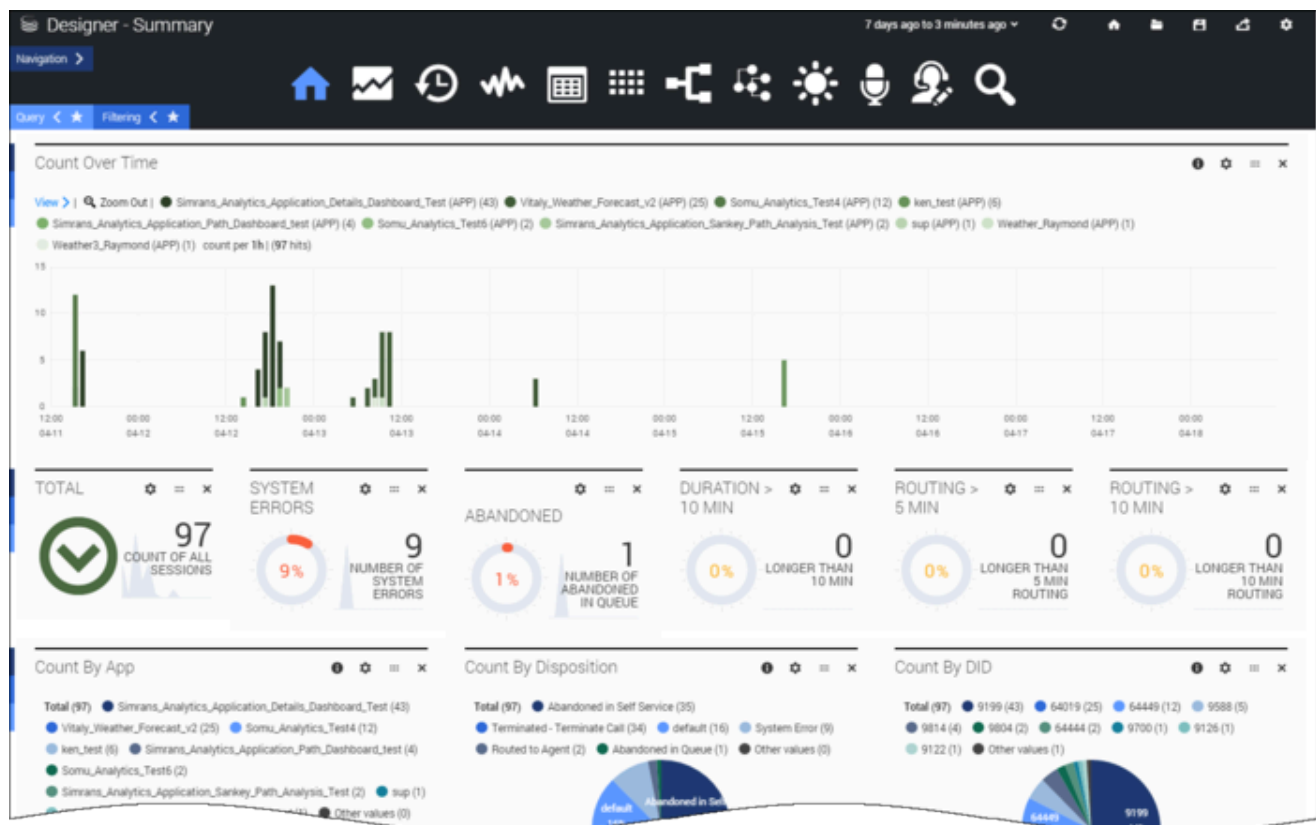 Designer - Summary
7 days ago to 3 minutes ago
Navigation
Query
Filtering
Count Over Time
View | Zoom Out | Simrans_Analytics_Application_Details_Dashboard_Test (APP) (43) Vitaly_Weather_Forecast_v2 (APP) (25) Somu_Analytics_Test4 (APP) (12) ken_test (APP) (6)
Simrans_Analytics_Application_Path_Dashboard_test (APP) (4) Somu_Analytics_Test6 (APP) (2) Simrans_Analytics_Application_Sankey_Path_Analysis_Test (APP) (2) sup (APP) (1) Weather_Raymond (APP) (1)
Weather3_Raymond (APP) (1) count per 1h | (97 hits)
15
10
5
0
12:00 00:00 12:00 00:00 12:00 00:00 12:00 00:00 12:00 00:00 12:00 00:00 12:00 00:00
04-11 04-12 04-12 04-13 04-13 04-14 04-14 04-15 04-15 04-16 04-16 04-17 04-17 04-18
TOTAL
97
COUNT OF ALL
SESSIONS
SYSTEM
ERRORS
9%
9
NUMBER OF
SYSTEM
ERRORS
ABANDONED
1%
1
NUMBER OF
ABANDONED
IN QUEUE
DURATION >
10 MIN
0%
0
LONGER THAN
10 MIN
ROUTING >
5 MIN
0%
0
LONGER THAN
5 MIN
ROUTING
ROUTING >
10 MIN
0%
0
LONGER THAN
10 MIN
ROUTING
Count By App
Total (97) Simrans_Analytics_Application_Details_Dashboard_Test (43)
Vitaly_Weather_Forecast_v2 (25) Somu_Analytics_Test4 (12)
ken_test (6) Simrans_Analytics_Application_Path_Dashboard_test (4)
Somu_Analytics_Test6 (2)
Simrans_Analytics_Application_Sankey_Path_Analysis_Test (2) sup (1)
Other values (0)
Count By Disposition
Total (97) Abandoned in Self Service (35)
Terminated - Terminate Call (34) default (16) System Error (9)
Routed to Agent (2) Abandoned in Queue (1) Other values (0)
default
Abandoned in Self
Count By DID
Total (97) 9199 (43) 64019 (25) 64449 (12) 9588 (5)
9814 (4) 9804 (2) 64444 (2) 9700 (1) 9126 (1)
9122 (1) Other values (1)
64449
9199